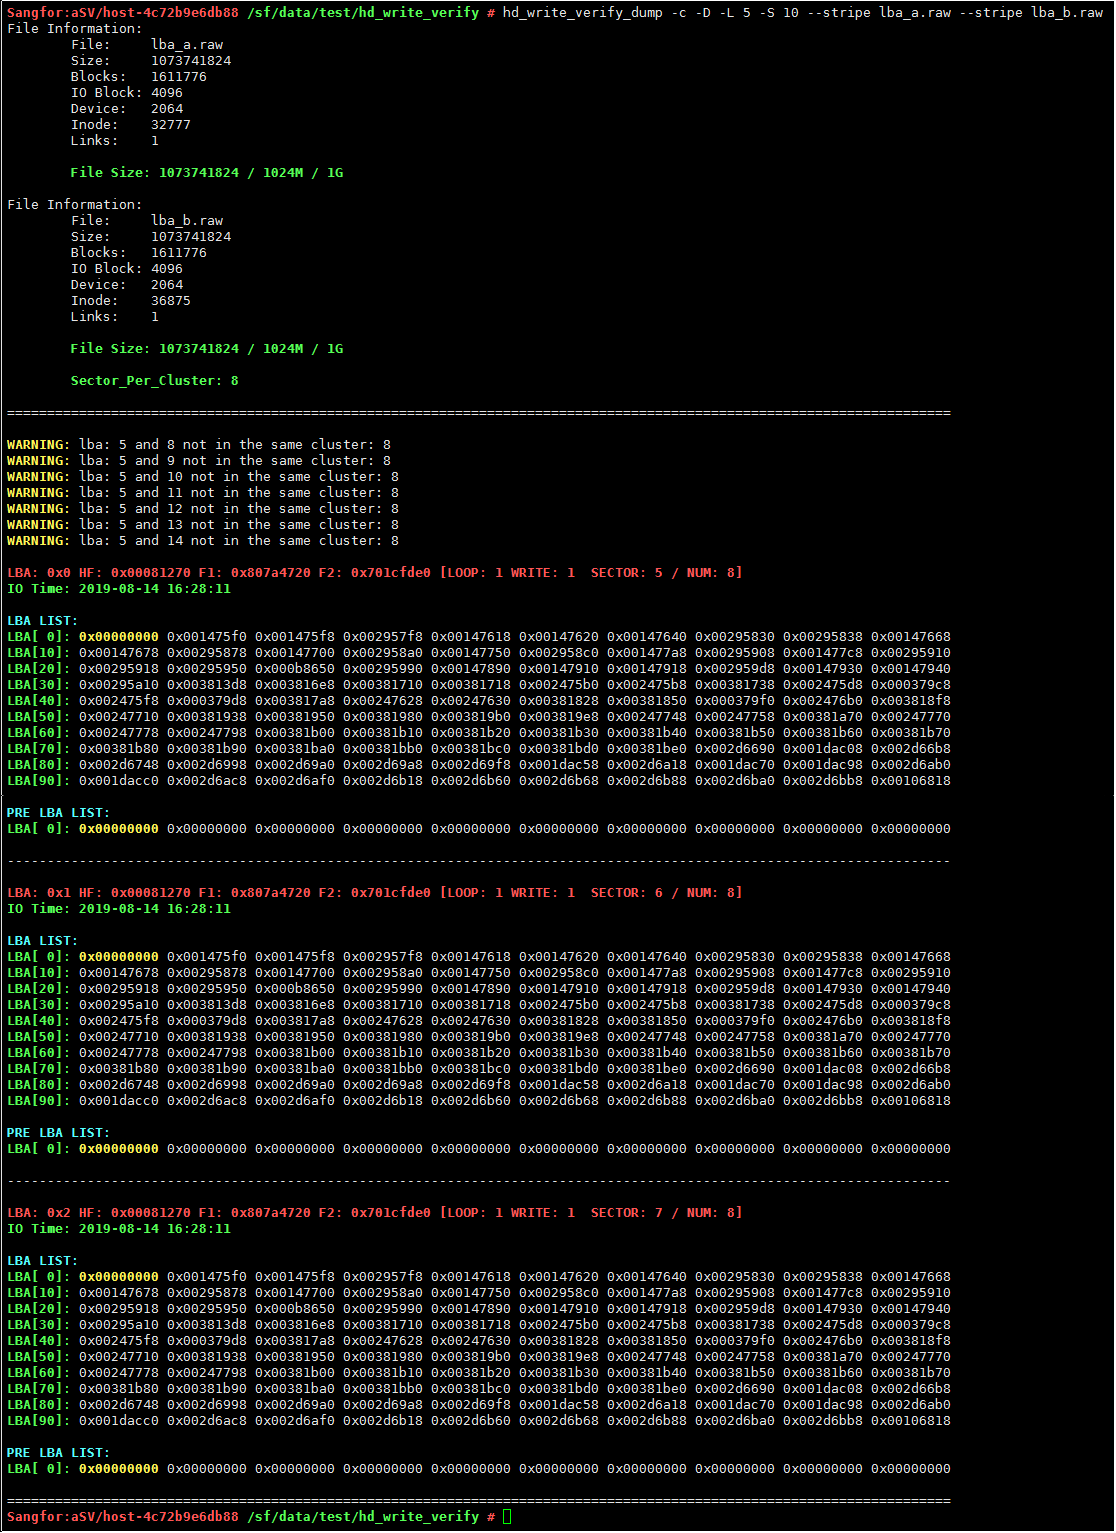 Sangfor:aSV/host-4c72b9e6db88 /sf/data/test/hd_write_verify # hd_write_verify_dump -c -D -L 5 -S 10 --stripe lba_a.raw --stripe lba_b.raw
File Information:
File: lba_a.raw
Size: 1073741824
Blocks: 1611776
IO Block: 4096
Device: 2064
Inode: 32777
Links: 1
File Size: 1073741824 / 1024M / 1G
File Information:
File: lba_b.raw
Size: 1073741824
Blocks: 1611776
IO Block: 4096
Device: 2064
Inode: 36875
Links: 1
File Size: 1073741824 / 1024M / 1G
Sector_Per_Cluster: 8
======================================================================================================================
WARNING: lba: 5 and 8 not in the same cluster: 8
WARNING: lba: 5 and 9 not in the same cluster: 8
WARNING: lba: 5 and 10 not in the same cluster: 8
WARNING: lba: 5 and 11 not in the same cluster: 8
WARNING: lba: 5 and 12 not in the same cluster: 8
WARNING: lba: 5 and 13 not in the same cluster: 8
WARNING: lba: 5 and 14 not in the same cluster: 8
LBA: 0x0 HF: 0x00081270 F1: 0x807a4720 F2: 0x701cfde0 [LOOP: 1 WRITE: 1  SECTOR: 5 / NUM: 8]
IO Time: 2019-08-14 16:28:11
LBA LIST:
LBA[ 0]: 0x00000000 0x001475f0 0x001475f8 0x002957f8 0x00147618 0x00147620 0x00147640 0x00295830 0x00295838 0x00147668
LBA[10]: 0x00147678 0x00295878 0x00147700 0x002958a0 0x00147750 0x002958c0 0x001477a8 0x00295908 0x001477c8 0x00295910
LBA[20]: 0x00295918 0x00295950 0x000b8650 0x00295990 0x00147890 0x00147910 0x00147918 0x002959d8 0x00147930 0x00147940
LBA[30]: 0x00295a10 0x003813d8 0x003816e8 0x00381710 0x00381718 0x002475b0 0x002475b8 0x00381738 0x002475d8 0x000379c8
LBA[40]: 0x002475f8 0x000379d8 0x003817a8 0x00247628 0x00247630 0x00381828 0x00381850 0x000379f0 0x002476b0 0x003818f8
LBA[50]: 0x00247710 0x00381938 0x00381950 0x00381980 0x003819b0 0x003819e8 0x00247748 0x00247758 0x00381a70 0x00247770
LBA[60]: 0x00247778 0x00247798 0x00381b00 0x00381b10 0x00381b20 0x00381b30 0x00381b40 0x00381b50 0x00381b60 0x00381b70
LBA[70]: 0x00381b80 0x00381b90 0x00381ba0 0x00381bb0 0x00381bc0 0x00381bd0 0x00381be0 0x002d6690 0x001dac08 0x002d66b8
LBA[80]: 0x002d6748 0x002d6998 0x002d69a0 0x002d69a8 0x002d69f8 0x001dac58 0x002d6a18 0x001dac70 0x001dac98 0x002d6ab0
LBA[90]: 0x001dacc0 0x002d6ac8 0x002d6af0 0x002d6b18 0x002d6b60 0x002d6b68 0x002d6b88 0x002d6ba0 0x002d6bb8 0x00106818
PRE LBA LIST:
LBA[ 0]: 0x00000000 0x00000000 0x00000000 0x00000000 0x00000000 0x00000000 0x00000000 0x00000000 0x00000000 0x00000000
----------------------------------------------------------------------------------------------------------------------
LBA: 0x1 HF: 0x00081270 F1: 0x807a4720 F2: 0x701cfde0 [LOOP: 1 WRITE: 1  SECTOR: 6 / NUM: 8]
IO Time: 2019-08-14 16:28:11
LBA LIST:
LBA[ 0]: 0x00000000 0x001475f0 0x001475f8 0x002957f8 0x00147618 0x00147620 0x00147640 0x00295830 0x00295838 0x00147668
LBA[10]: 0x00147678 0x00295878 0x00147700 0x002958a0 0x00147750 0x002958c0 0x001477a8 0x00295908 0x001477c8 0x00295910
LBA[20]: 0x00295918 0x00295950 0x000b8650 0x00295990 0x00147890 0x00147910 0x00147918 0x002959d8 0x00147930 0x00147940
LBA[30]: 0x00295a10 0x003813d8 0x003816e8 0x00381710 0x00381718 0x002475b0 0x002475b8 0x00381738 0x002475d8 0x000379c8
LBA[40]: 0x002475f8 0x000379d8 0x003817a8 0x00247628 0x00247630 0x00381828 0x00381850 0x000379f0 0x002476b0 0x003818f8
LBA[50]: 0x00247710 0x00381938 0x00381950 0x00381980 0x003819b0 0x003819e8 0x00247748 0x00247758 0x00381a70 0x00247770
LBA[60]: 0x00247778 0x00247798 0x00381b00 0x00381b10 0x00381b20 0x00381b30 0x00381b40 0x00381b50 0x00381b60 0x00381b70
LBA[70]: 0x00381b80 0x00381b90 0x00381ba0 0x00381bb0 0x00381bc0 0x00381bd0 0x00381be0 0x002d6690 0x001dac08 0x002d66b8
LBA[80]: 0x002d6748 0x002d6998 0x002d69a0 0x002d69a8 0x002d69f8 0x001dac58 0x002d6a18 0x001dac70 0x001dac98 0x002d6ab0
LBA[90]: 0x001dacc0 0x002d6ac8 0x002d6af0 0x002d6b18 0x002d6b60 0x002d6b68 0x002d6b88 0x002d6ba0 0x002d6bb8 0x00106818
PRE LBA LIST:
LBA[ 0]: 0x00000000 0x00000000 0x00000000 0x00000000 0x00000000 0x00000000 0x00000000 0x00000000 0x00000000 0x00000000
----------------------------------------------------------------------------------------------------------------------
LBA: 0x2 HF: 0x00081270 F1: 0x807a4720 F2: 0x701cfde0 [LOOP: 1 WRITE: 1  SECTOR: 7 / NUM: 8]
IO Time: 2019-08-14 16:28:11
LBA LIST:
LBA[ 0]: 0x00000000 0x001475f0 0x001475f8 0x002957f8 0x00147618 0x00147620 0x00147640 0x00295830 0x00295838 0x00147668
LBA[10]: 0x00147678 0x00295878 0x00147700 0x002958a0 0x00147750 0x002958c0 0x001477a8 0x00295908 0x001477c8 0x00295910
LBA[20]: 0x00295918 0x00295950 0x000b8650 0x00295990 0x00147890 0x00147910 0x00147918 0x002959d8 0x00147930 0x00147940
LBA[30]: 0x00295a10 0x003813d8 0x003816e8 0x00381710 0x00381718 0x002475b0 0x002475b8 0x00381738 0x002475d8 0x000379c8
LBA[40]: 0x002475f8 0x000379d8 0x003817a8 0x00247628 0x00247630 0x00381828 0x00381850 0x000379f0 0x002476b0 0x003818f8
LBA[50]: 0x00247710 0x00381938 0x00381950 0x00381980 0x003819b0 0x003819e8 0x00247748 0x00247758 0x00381a70 0x00247770
LBA[60]: 0x00247778 0x00247798 0x00381b00 0x00381b10 0x00381b20 0x00381b30 0x00381b40 0x00381b50 0x00381b60 0x00381b70
LBA[70]: 0x00381b80 0x00381b90 0x00381ba0 0x00381bb0 0x00381bc0 0x00381bd0 0x00381be0 0x002d6690 0x001dac08 0x002d66b8
LBA[80]: 0x002d6748 0x002d6998 0x002d69a0 0x002d69a8 0x002d69f8 0x001dac58 0x002d6a18 0x001dac70 0x001dac98 0x002d6ab0
LBA[90]: 0x001dacc0 0x002d6ac8 0x002d6af0 0x002d6b18 0x002d6b60 0x002d6b68 0x002d6b88 0x002d6ba0 0x002d6bb8 0x00106818
PRE LBA LIST:
LBA[ 0]: 0x00000000 0x00000000 0x00000000 0x00000000 0x00000000 0x00000000 0x00000000 0x00000000 0x00000000 0x00000000
======================================================================================================================
Sangfor:aSV/host-4c72b9e6db88 /sf/data/test/hd_write_verify #